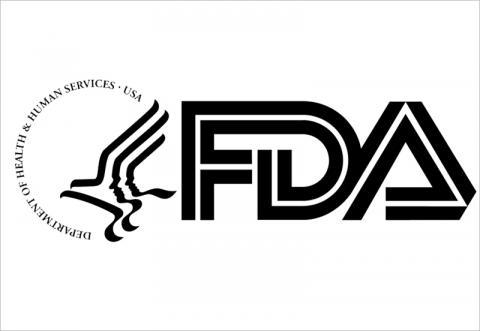 DEPARTMENT OF HEALTH & HUMAN SERVICES · USA
FDA